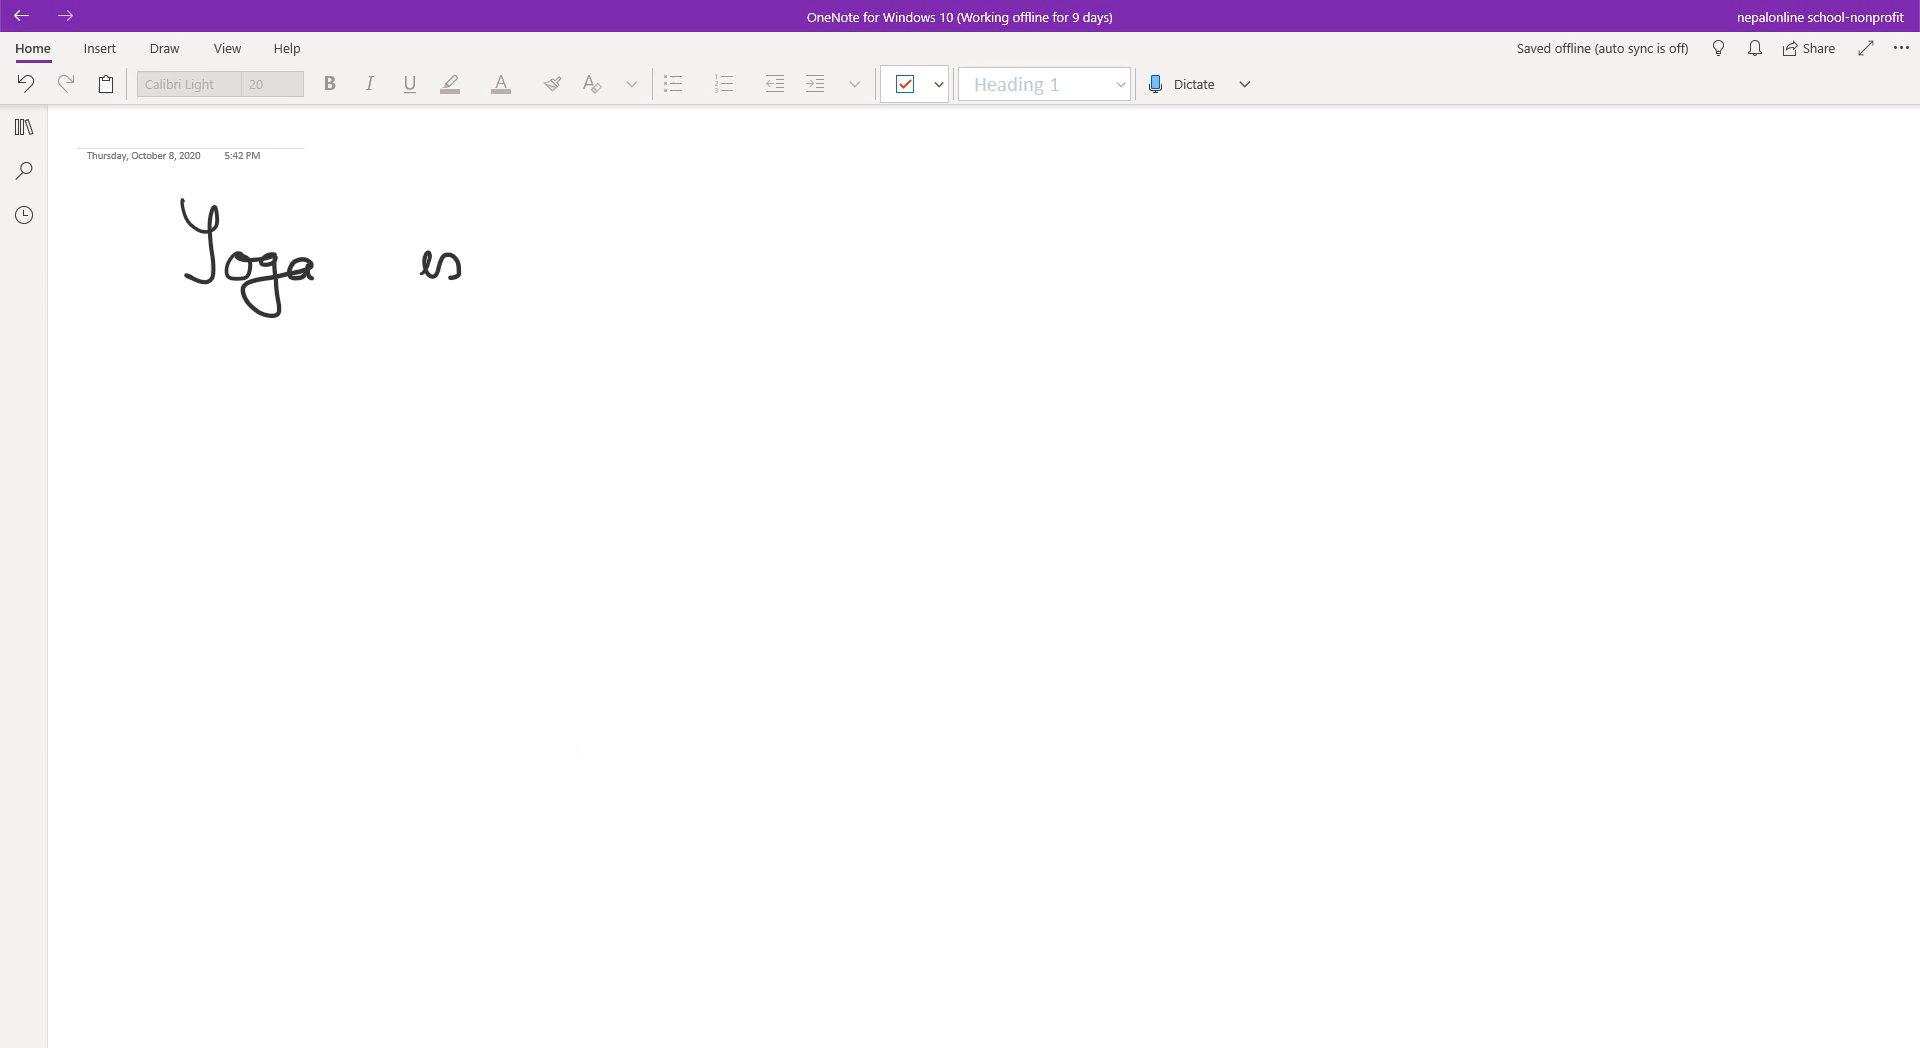 OneNote for Windows 10 (Working offline for 9 days) nepalonline school-nonprofit
Home Insert Draw View Help Saved offline (auto sync is off) Share
Calibri Light 20 B I U A A Heading 1 Dictate
Thursday, October 8, 2020 5:42 PM
Yoga is